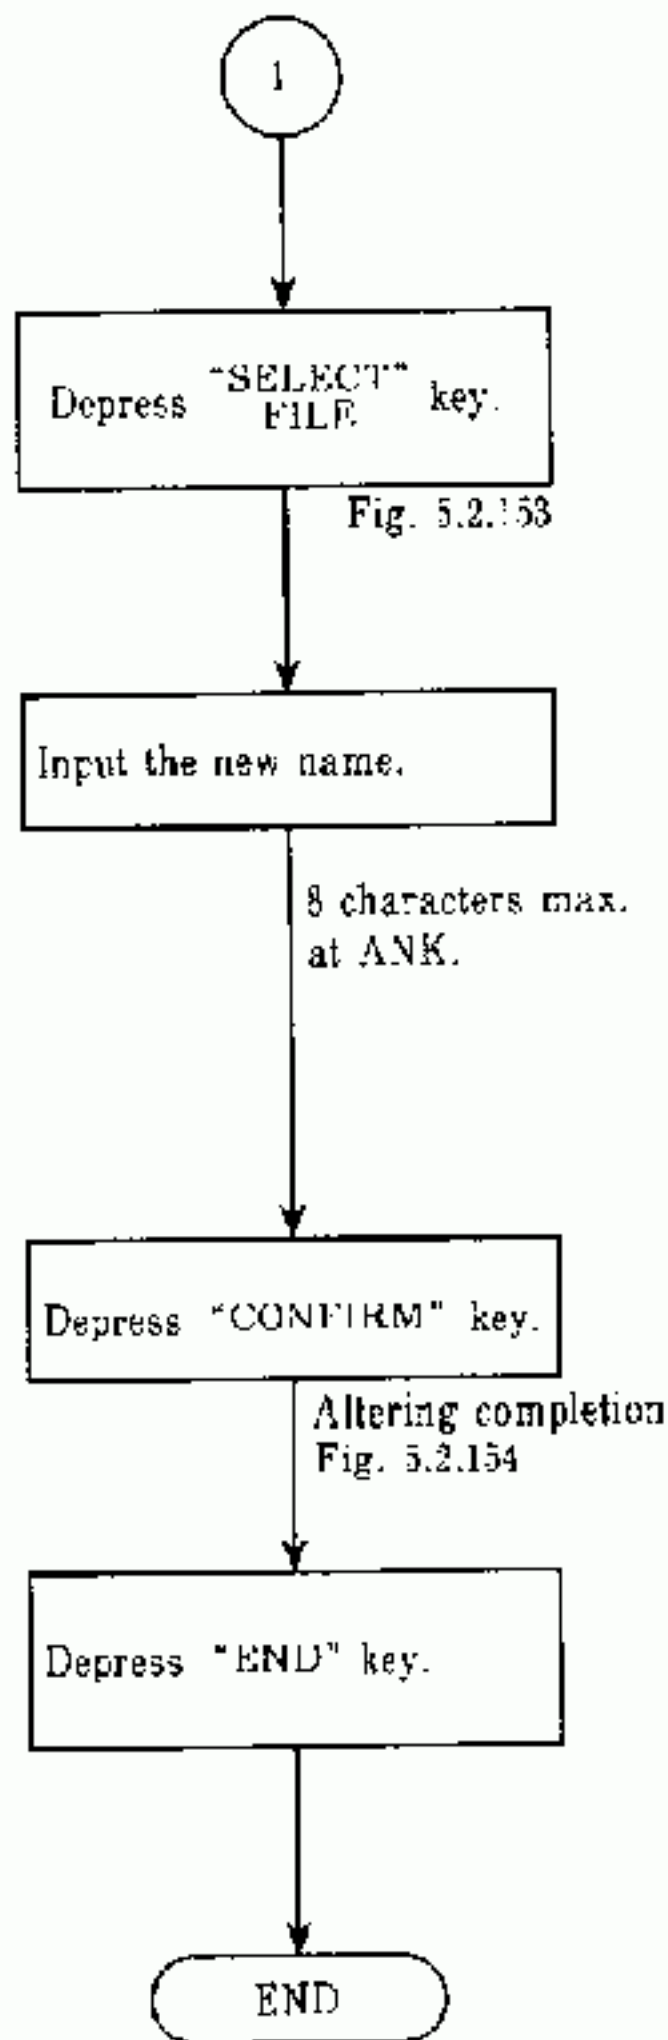 1
"SELECT"
Depress FILE key.
Fig. 5.2.153
Input the new name.
8 characters max.
at ANK.
Depress "CONFIRM" key.
Altering completion
Fig. 5.2.154
Depress "END" key.
END